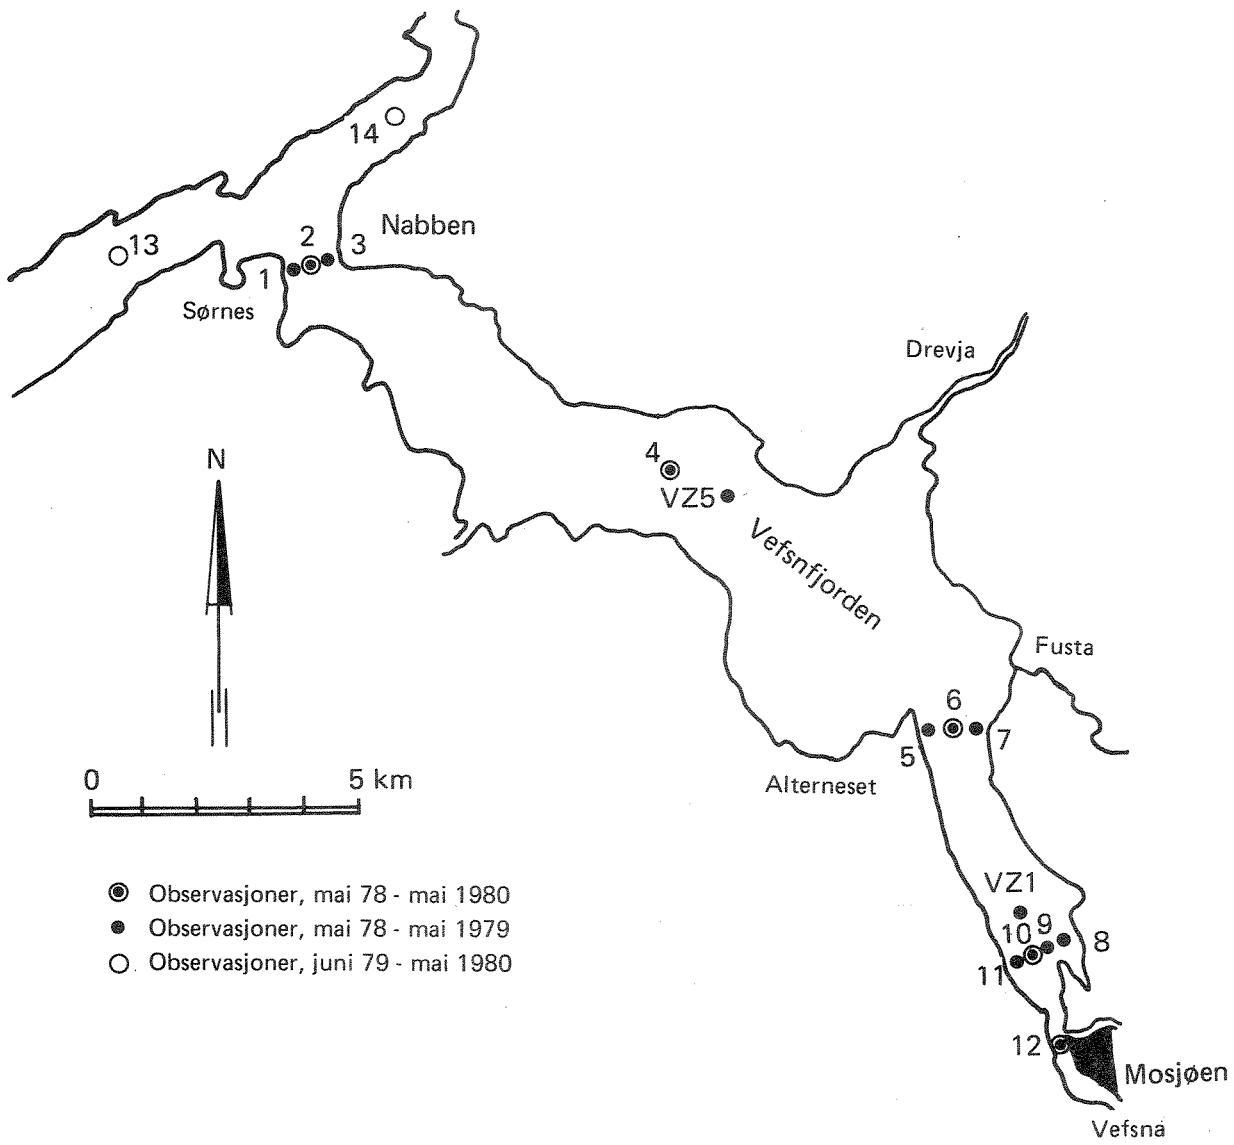 14
Nabben
13
2
3
1
Sørnes
Drevja
4
VZ5
Vefsnfjorden
N
Fusta
6
5
7
Alterneset
0 5 km
VZ1
10 9
8
11
12
Mosjøen
Vefsna
Observasjoner, mai 78 - mai 1980
Observasjoner, mai 78 - mai 1979
Observasjoner, juni 79 - mai 1980